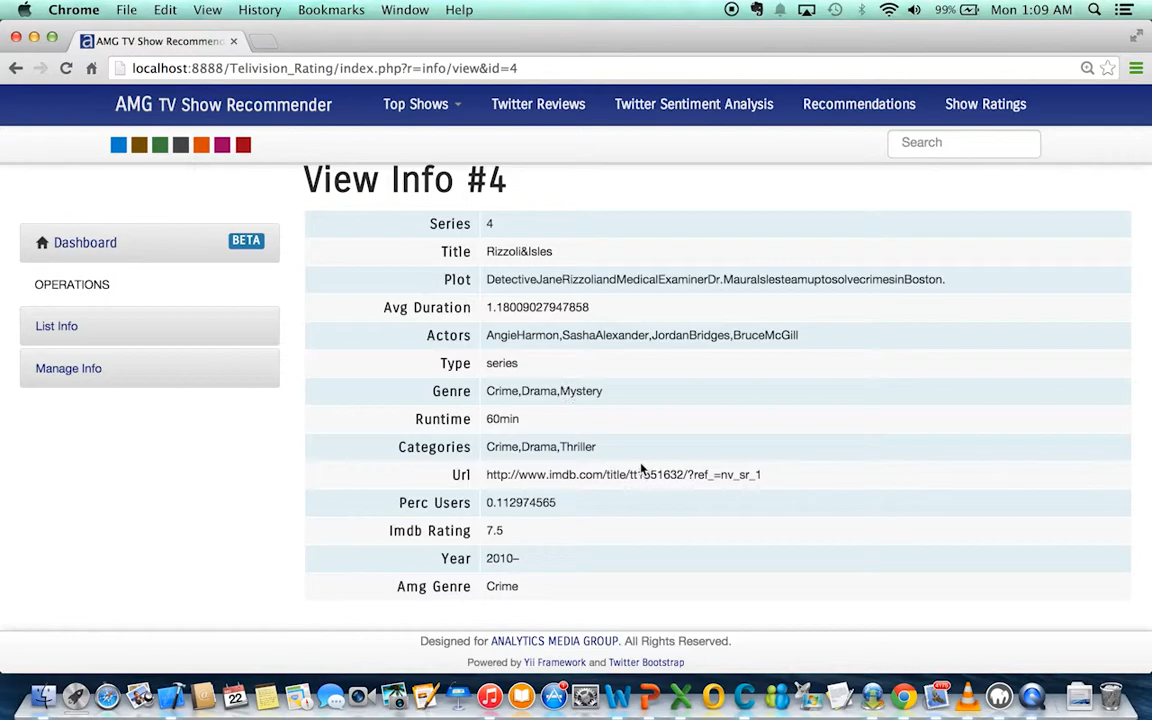 Chrome File Edit View History Bookmarks Window Help 99% Mon 1:09 AM
AMG TV Show Recommend
localhost:8888/Telivision_Rating/index.php?r=info/view&id=4
AMG TV Show Recommender Top Shows Twitter Reviews Twitter Sentiment Analysis Recommendations Show Ratings
Search
View Info #4
Dashboard BETA
OPERATIONS
List Info
Manage Info
Series 4
Title Rizzoli&Isles
Plot DetectiveJaneRizzoliandMedicalExaminerDr.MauraIslesteamuptosolvecrimesinBoston.
Avg Duration 1.18009027947858
Actors AngieHarmon,SashaAlexander,JordanBridges,BruceMcGill
Type series
Genre Crime,Drama,Mystery
Runtime 60min
Categories Crime,Drama,Thriller
Url http://www.imdb.com/title/tt1551632/?ref_=nv_sr_1
Perc Users 0.112974565
Imdb Rating 7.5
Year 2010–
Amg Genre Crime
Designed for ANALYTICS MEDIA GROUP. All Rights Reserved.
Powered by Yii Framework and Twitter Bootstrap
22